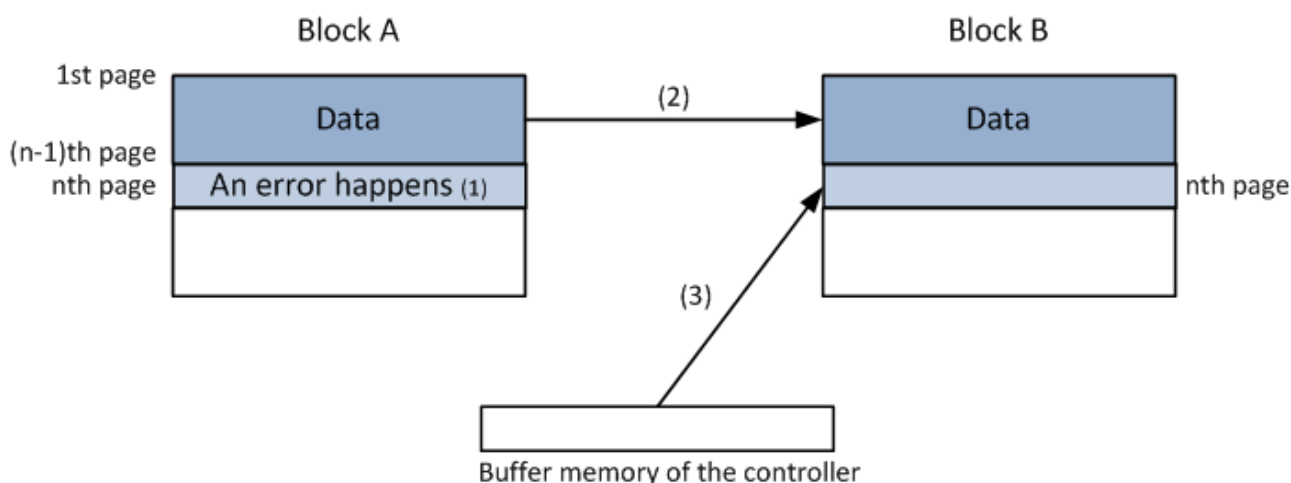 Block A
Block B
1st page
Data
(2)
Data
(n-1)th page
nth page
An error happens (1)
nth page
(3)
Buffer memory of the controller